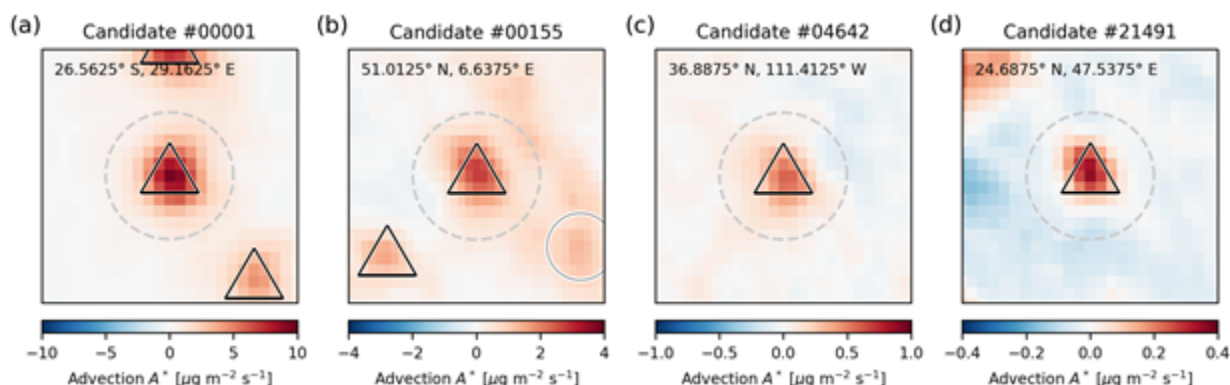 (a) Candidate #00001
26.5625° S, 29.1625° E
−10 −5 0 5 10
Advection A* [µg m⁻² s⁻¹]
(b) Candidate #00155
51.0125° N, 6.6375° E
−4 −2 0 2 4
Advection A* [µg m⁻² s⁻¹]
(c) Candidate #04642
36.8875° N, 111.4125° W
−1.0 −0.5 0.0 0.5 1.0
Advection A* [µg m⁻² s⁻¹]
(d) Candidate #21491
24.6875° N, 47.5375° E
−0.4 −0.2 0.0 0.2 0.4
Advection A* [µg m⁻² s⁻¹]